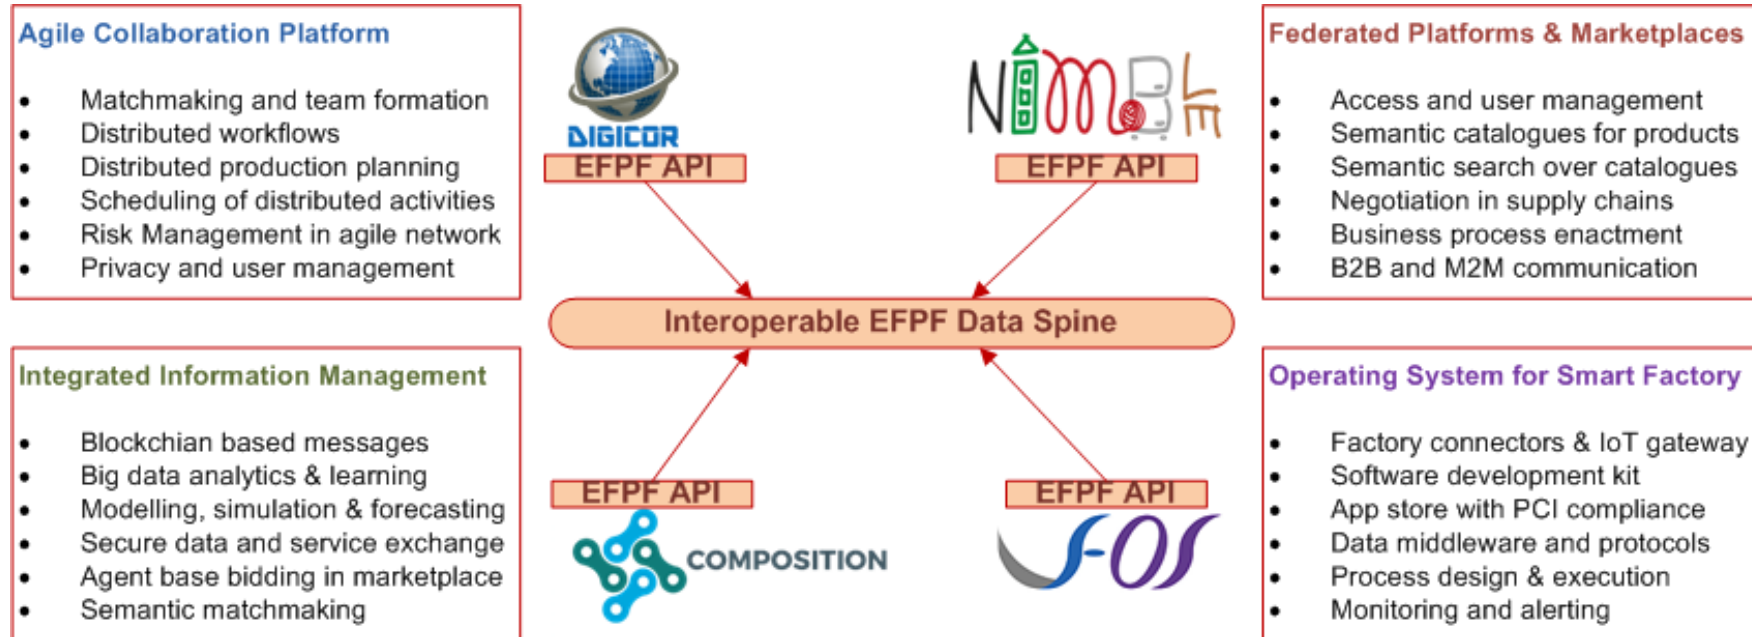 Agile Collaboration Platform
• Matchmaking and team formation
• Distributed workflows
• Distributed production planning
• Scheduling of distributed activities
• Risk Management in agile network
• Privacy and user management
DIGICOR
EFPF API
NIMBLE
EFPF API
Federated Platforms & Marketplaces
• Access and user management
• Semantic catalogues for products
• Semantic search over catalogues
• Negotiation in supply chains
• Business process enactment
• B2B and M2M communication
Interoperable EFPF Data Spine
Integrated Information Management
• Blockchian based messages
• Big data analytics & learning
• Modelling, simulation & forecasting
• Secure data and service exchange
• Agent base bidding in marketplace
• Semantic matchmaking
EFPF API
COMPOSITION
EFPF API
vf-OS
Operating System for Smart Factory
• Factory connectors & IoT gateway
• Software development kit
• App store with PCI compliance
• Data middleware and protocols
• Process design & execution
• Monitoring and alerting